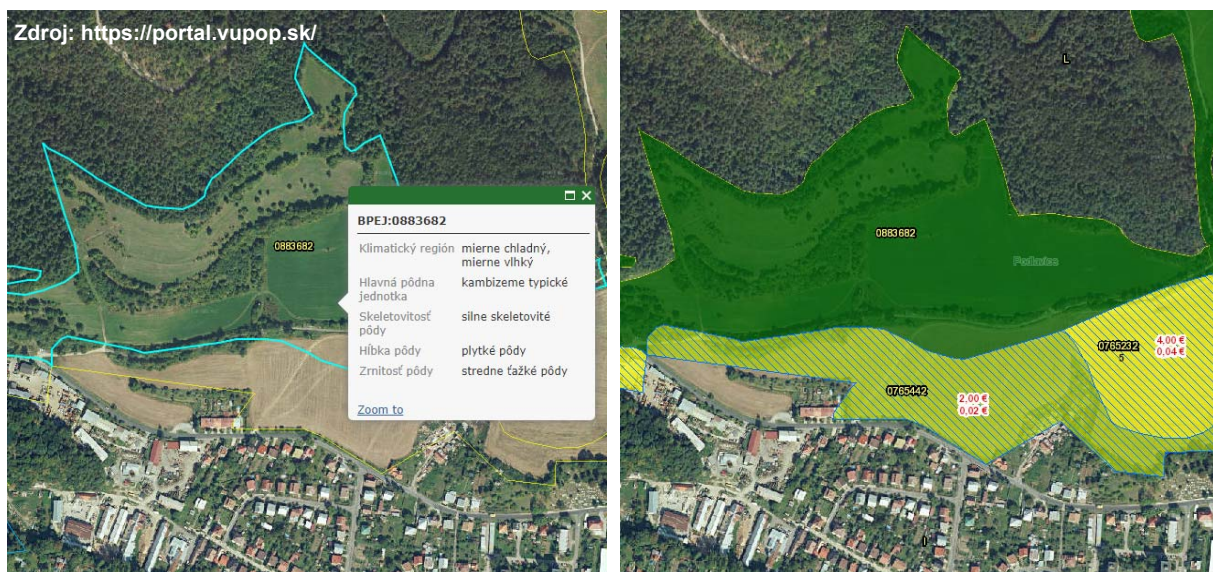 Zdroj: https://portal.vupop.sk/
0883682
BPEJ:0883682
Klimatický región mierne chladný,
mierne vlhký
Hlavná pôdna kambizeme typické
jednotka
Skeletovitosť silne skeletovité
pôdy
Hĺbka pôdy plytké pôdy
Zrnitosť pôdy stredne ťažké pôdy
Zoom to
L
0883682
0765232
5
4,00 €
0,04 €
0765442
2,00 €
0,02 €